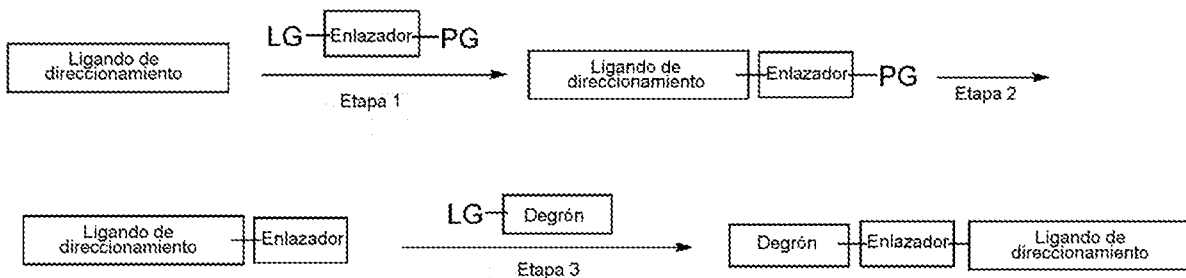 LG Enlazador PG
Ligando de
direccionamiento
Etapa 1
Ligando de
direccionamiento
Enlazador PG
Etapa 2
Ligando de
direccionamiento
Enlazador
LG Degrón
Etapa 3
Degrón
Enlazador
Ligando de
direccionamiento